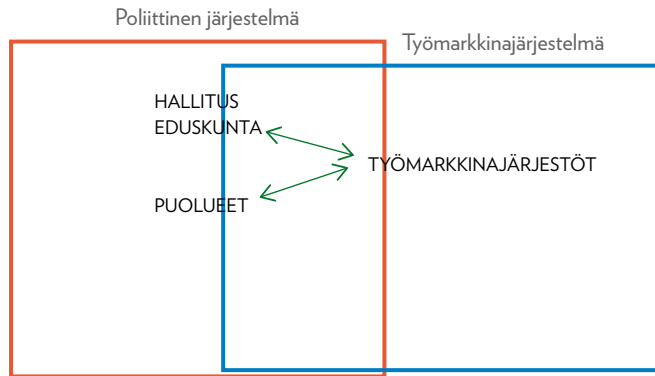 Poliittinen järjestelmä
Työmarkkinajärjestelmä
HALLITUS
EDUSKUNTA
TYÖMARKKINAJÄRJESTÖT
PUOLUEET